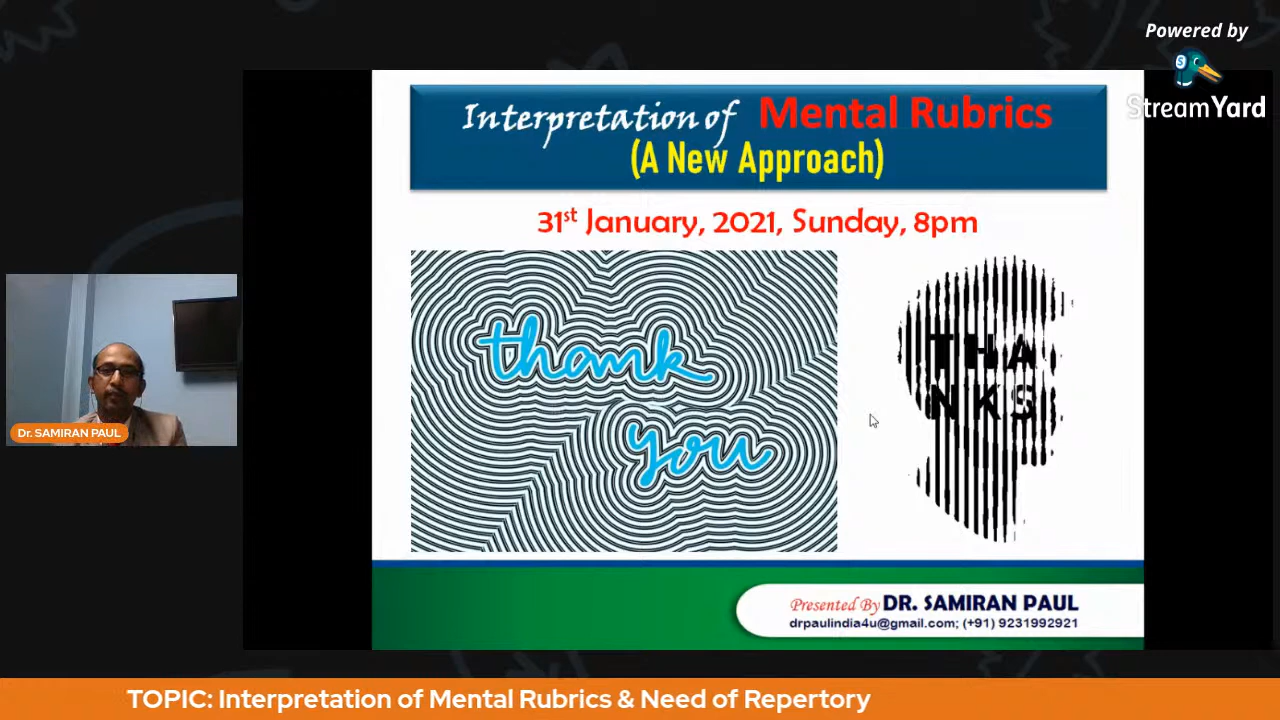 Powered by
StreamYard
Interpretation of Mental Rubrics
(A New Approach)
31st January, 2021, Sunday, 8pm
thank
you
THA
NKS
Dr. SAMIRAN PAUL
Presented By DR. SAMIRAN PAUL
drpaulindia4u@gmail.com; (+91) 9231992921
TOPIC: Interpretation of Mental Rubrics & Need of Repertory